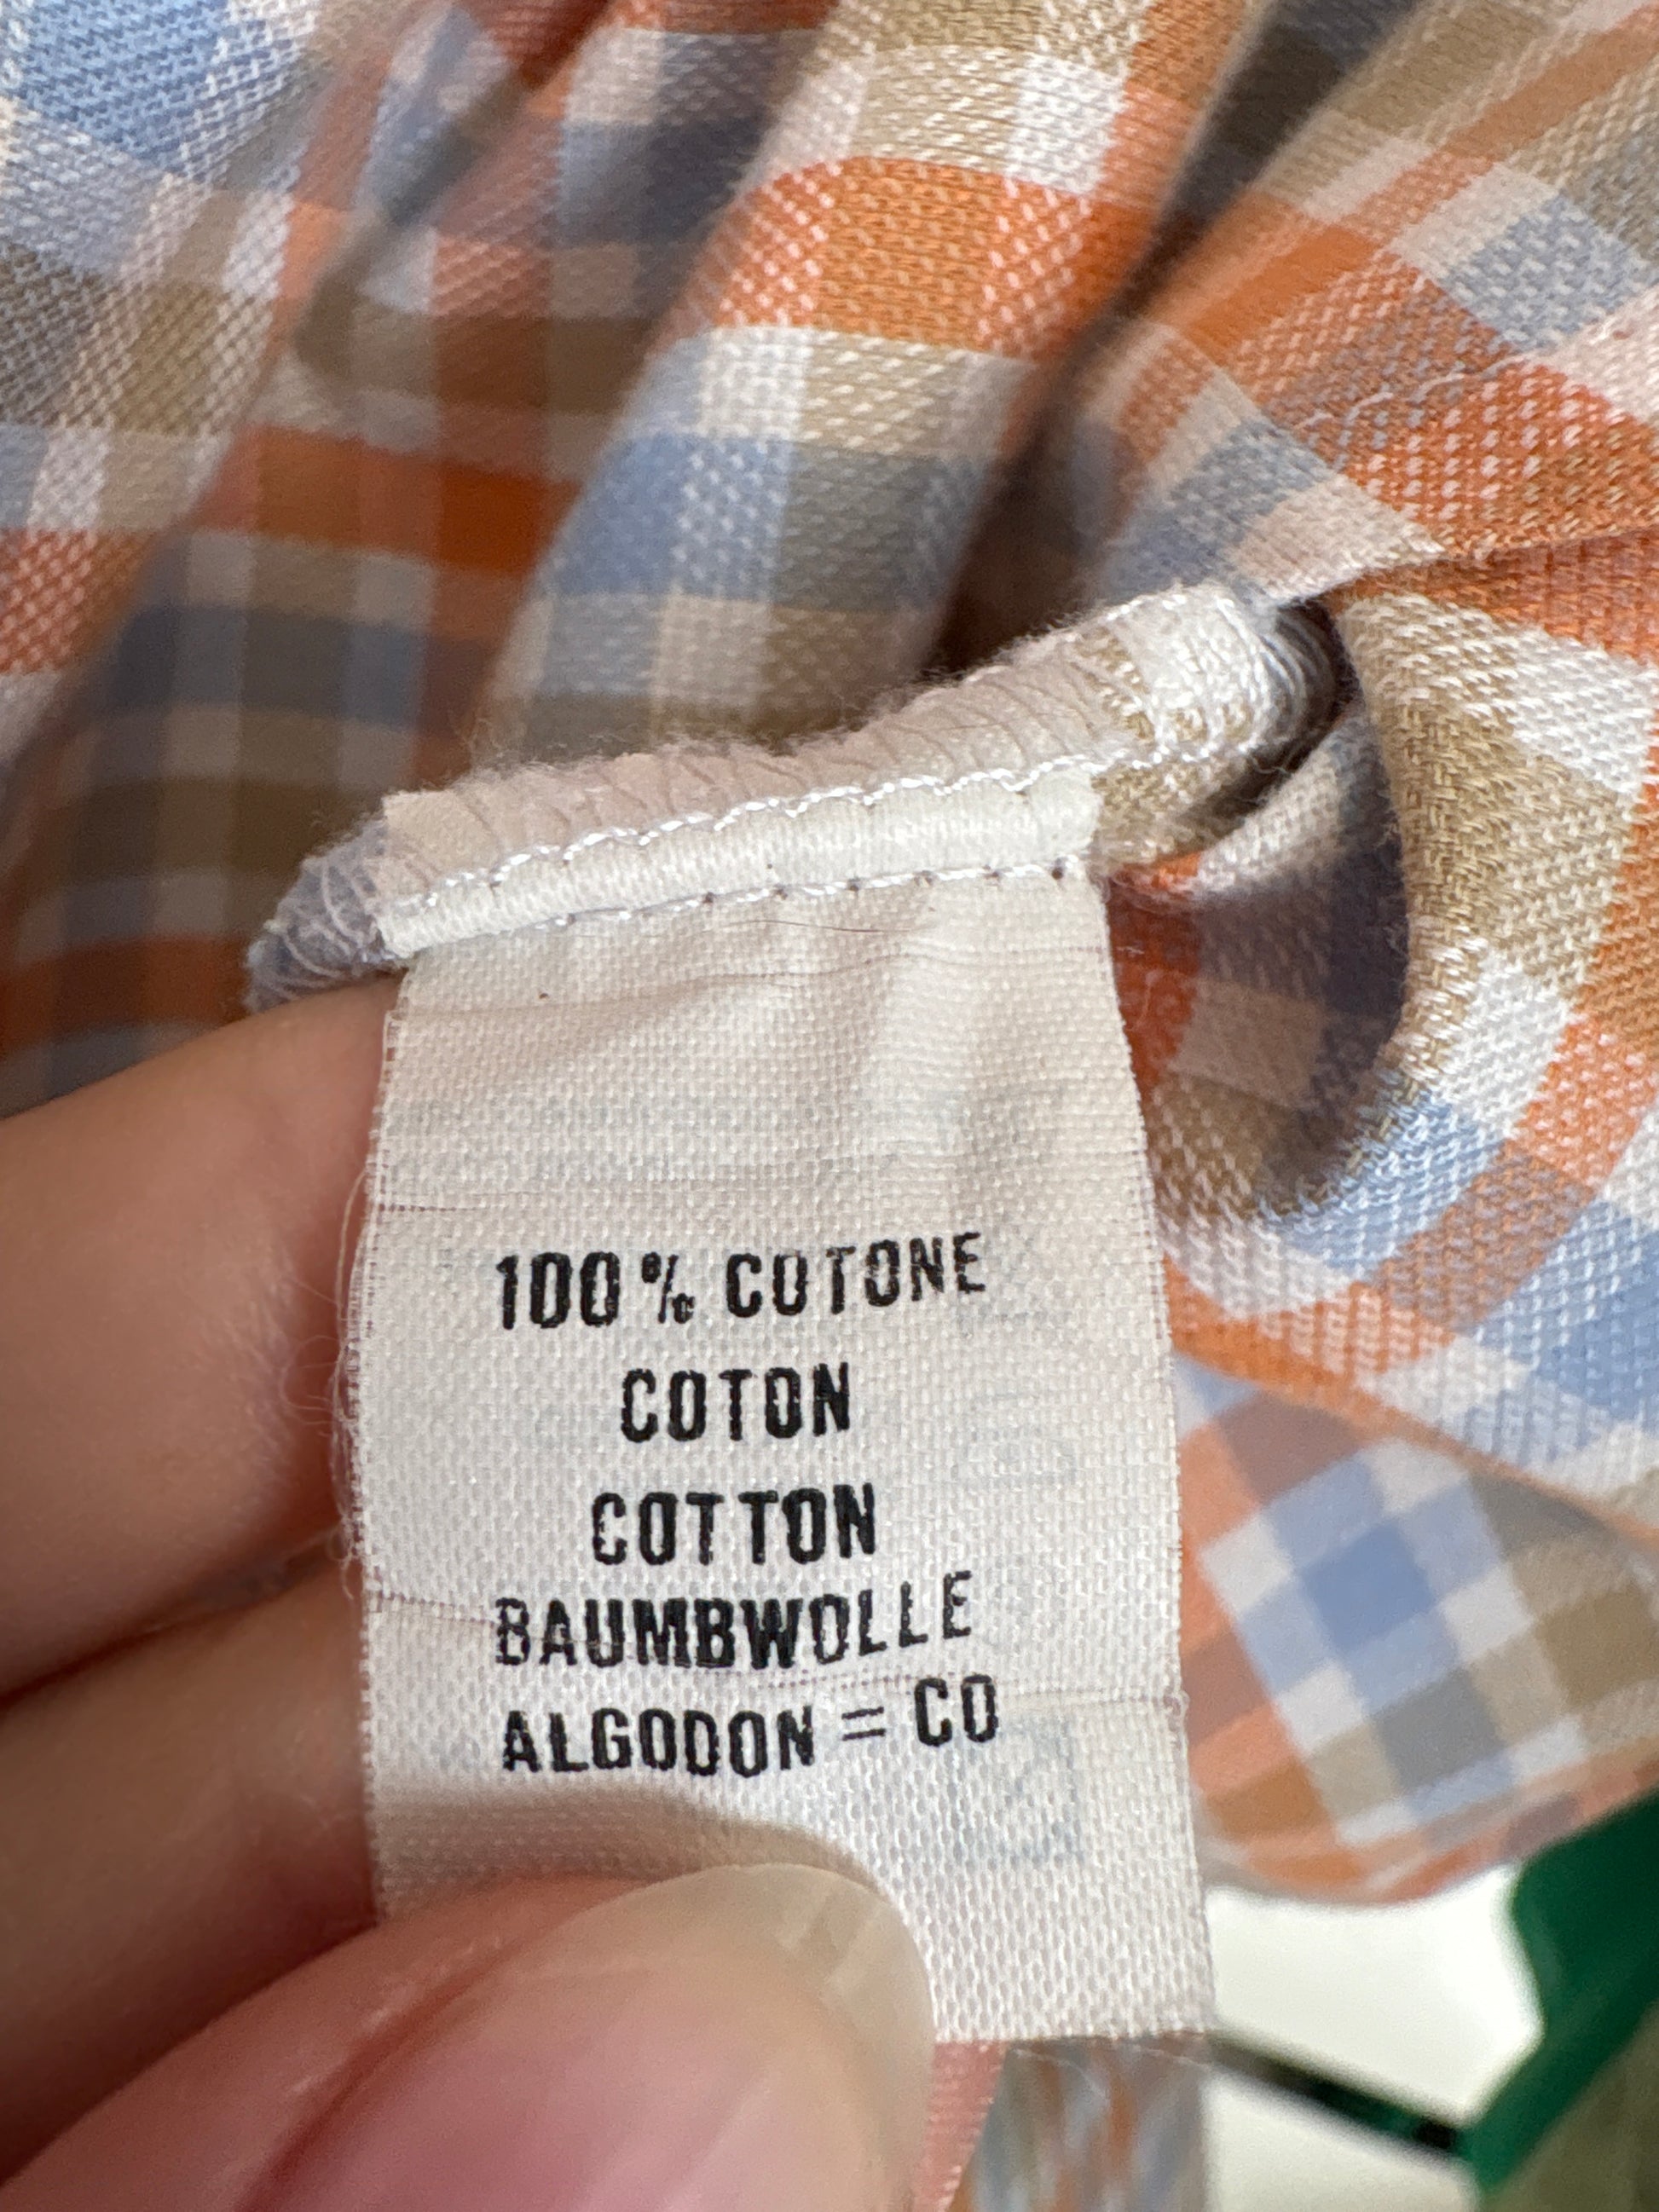 100% COTONE
COTON
COTTON
BAUMBWOLLE
ALGODON = CO